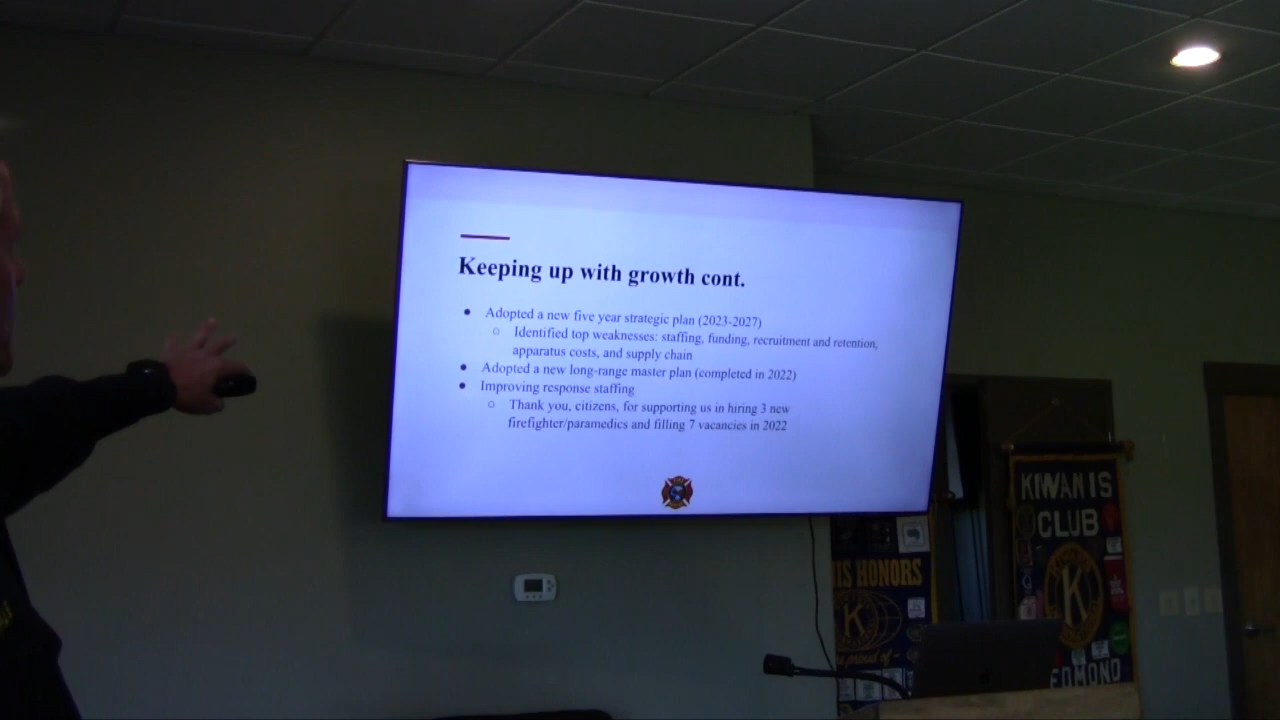 Keeping up with growth cont.
● Adopted a new five year strategic plan (2023-2027)
○ Identified top weaknesses: staffing, funding, recruitment and retention,
apparatus costs, and supply chain
● Adopted a new long-range master plan (completed in 2022)
● Improving response staffing
○ Thank you, citizens, for supporting us in hiring 3 new
firefighter/paramedics and filling 7 vacancies in 2022
IS HONORS
K
proud of
KIWANIS
CLUB
K
EDMOND